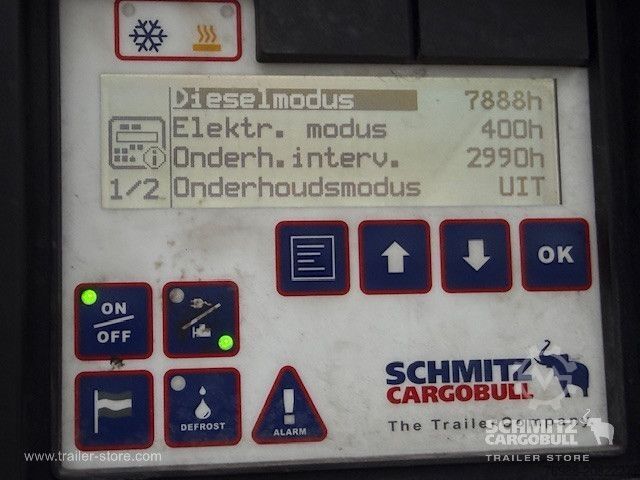 Dieselmodus 7888h
Elektr. modus 400h
Onderh.interv. 2990h
1/2 Onderhoudsmodus UIT
OK
ON
OFF
DEFROST
ALARM
SCHMITZ
CARGOBULL
The Trailer Company
SCHMITZ
CARGOBULL
TRAILER STORE
www.trailer-store.com